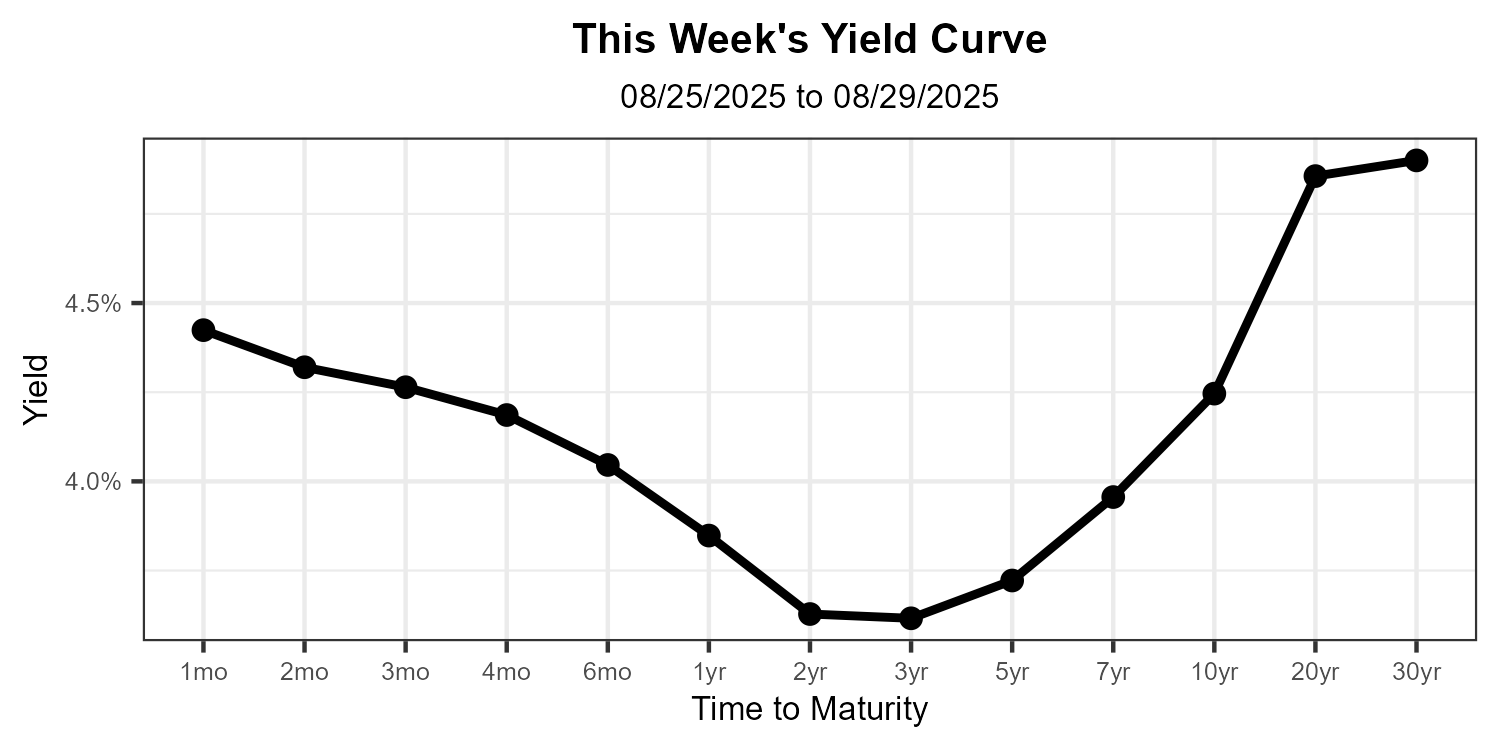 This Week's Yield Curve
08/25/2025 to 08/29/2025
Yield
4.5%
4.0%
1mo 2mo 3mo 4mo 6mo 1yr 2yr 3yr 5yr 7yr 10yr 20yr 30yr
Time to Maturity